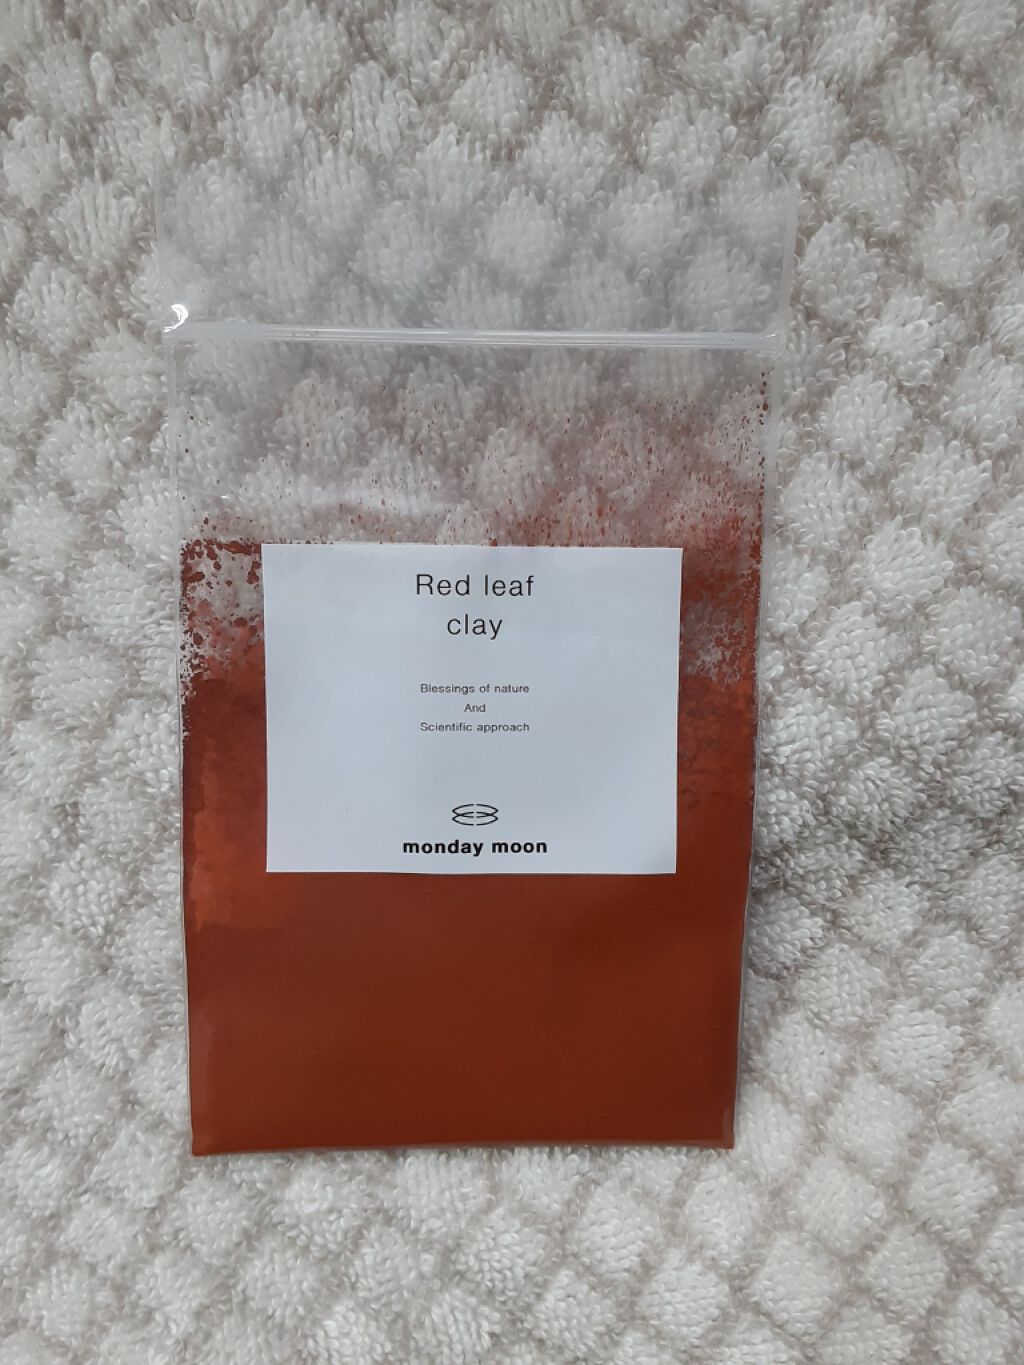 Red leaf
clay
Blessings of nature
And
Scientific approach
monday moon